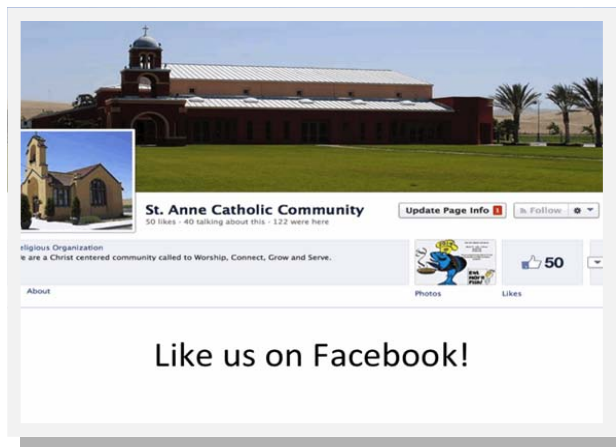 St. Anne Catholic Community
50 likes · 40 talking about this · 122 were here
Update Page Info 1
Follow
eligious Organization
e are a Christ centered community called to Worship, Connect, Grow and Serve.
About
50
Photos
Likes
Like us on Facebook!